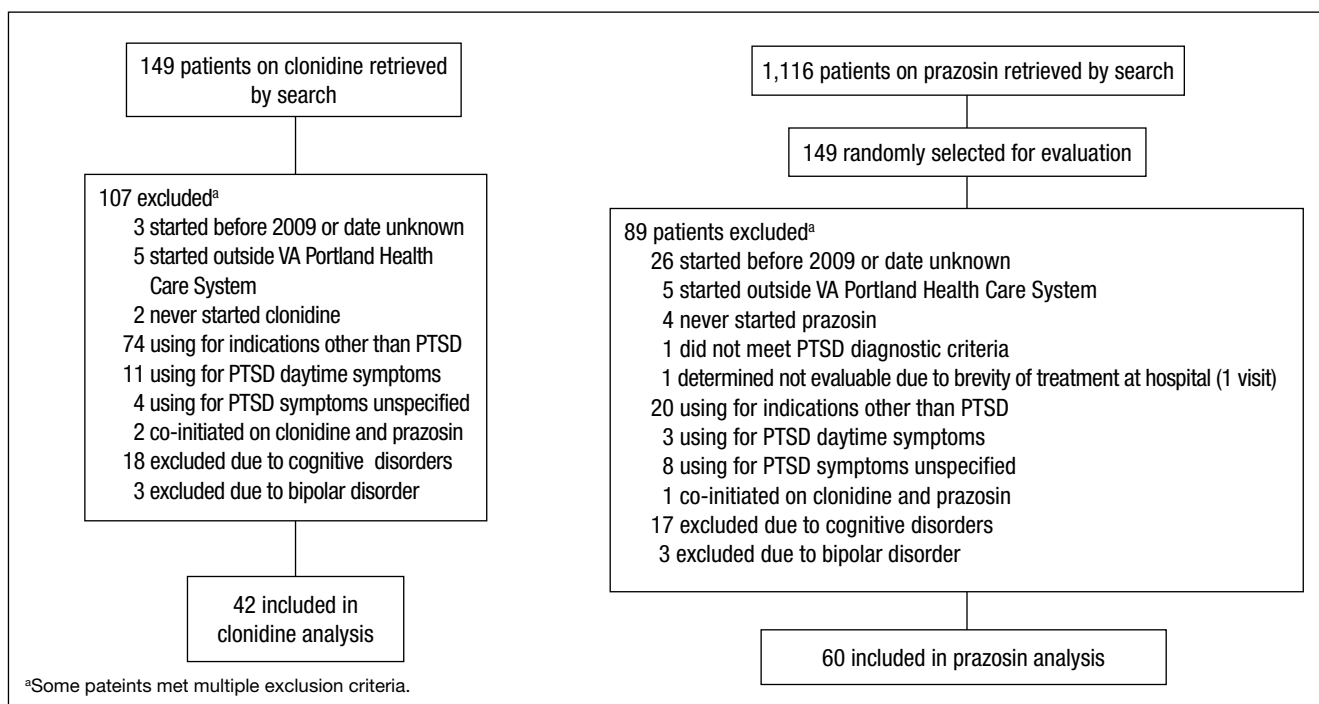 149 patients on clonidine retrieved
by search
107 excludedᵃ
3 started before 2009 or date unknown
5 started outside VA Portland Health
Care System
2 never started clonidine
74 using for indications other than PTSD
11 using for PTSD daytime symptoms
4 using for PTSD symptoms unspecified
2 co-initiated on clonidine and prazosin
18 excluded due to cognitive disorders
3 excluded due to bipolar disorder
42 included in
clonidine analysis
1,116 patients on prazosin retrieved by search
149 randomly selected for evaluation
89 patients excludedᵃ
26 started before 2009 or date unknown
5 started outside VA Portland Health Care System
4 never started prazosin
1 did not meet PTSD diagnostic criteria
1 determined not evaluable due to brevity of treatment at hospital (1 visit)
20 using for indications other than PTSD
3 using for PTSD daytime symptoms
8 using for PTSD symptoms unspecified
1 co-initiated on clonidine and prazosin
17 excluded due to cognitive disorders
3 excluded due to bipolar disorder
60 included in prazosin analysis
ᵃSome pateints met multiple exclusion criteria.